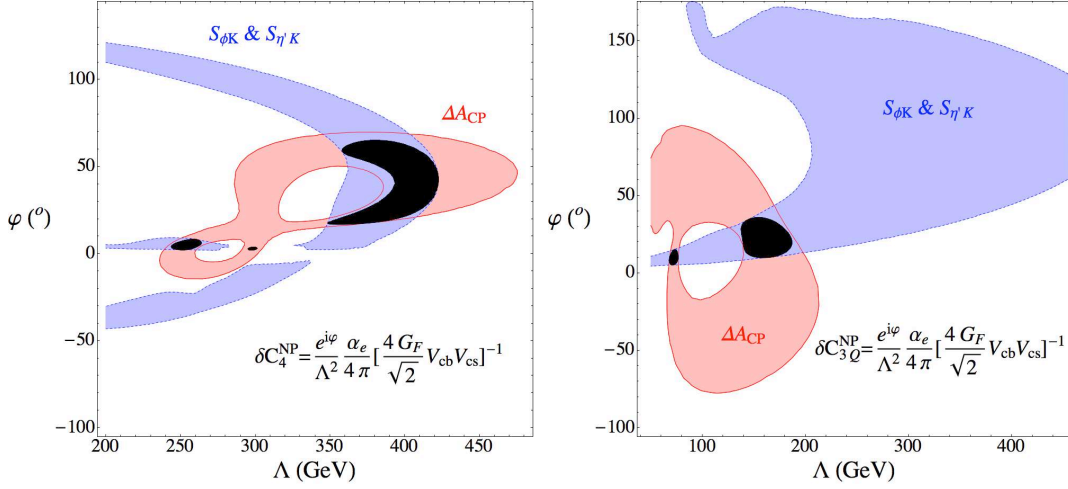 S_{ϕK} & S_{η'K}
ΔA_{CP}
φ (°)
100
50
0
−50
−100
200 250 300 350 400 450
Λ (GeV)
δC_4^{NP}=\frac{e^{iφ}}{Λ^2} \frac{α_e}{4 π}[\frac{4 G_F}{\sqrt{2}} V_{cb}V_{cs}]^{-1}
S_{ϕK} & S_{η'K}
ΔA_{CP}
φ (°)
150
100
50
0
−50
−100
100 200 300 400
Λ (GeV)
δC_{3Q}^{NP}=\frac{e^{iφ}}{Λ^2} \frac{α_e}{4 π}[\frac{4 G_F}{\sqrt{2}} V_{cb}V_{cs}]^{-1}